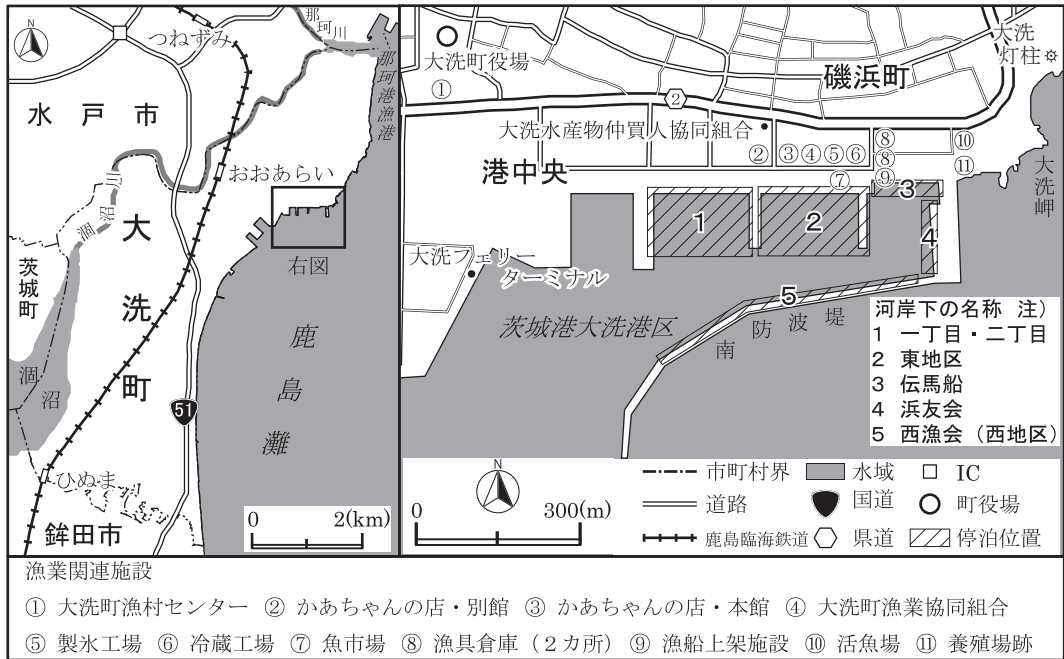 N
つねずみ
那珂川
那珂港漁港
水戸市
おおあらい
涸沼川
大洗町
茨城町
右図
鹿島灘
涸沼
51
ひぬま
鉾田市
0 2(km)
大洗町役場
①
大洗灯柱
磯浜町
②
大洗水産物仲買人協同組合
② ③ ④ ⑤ ⑥
⑧
⑧
⑨
⑩
⑪
⑦
港中央
大洗岬
1
2
3
4
5
大洗フェリー
ターミナル
茨城港大洗港区
南防波堤
河岸下の名称 注)
1 一丁目・二丁目
2 東地区
3 伝馬船
4 浜友会
5 西漁会(西地区)
N
0 300(m)
市町村界 水域 IC
道路 国道 町役場
鹿島臨海鉄道 県道 停泊位置
漁業関連施設
① 大洗町漁村センター ② かあちゃんの店・別館 ③ かあちゃんの店・本館 ④ 大洗町漁業協同組合
⑤ 製氷工場 ⑥ 冷蔵工場 ⑦ 魚市場 ⑧ 漁具倉庫(2カ所) ⑨ 漁船上架施設 ⑩ 活魚場 ⑪ 養殖場跡